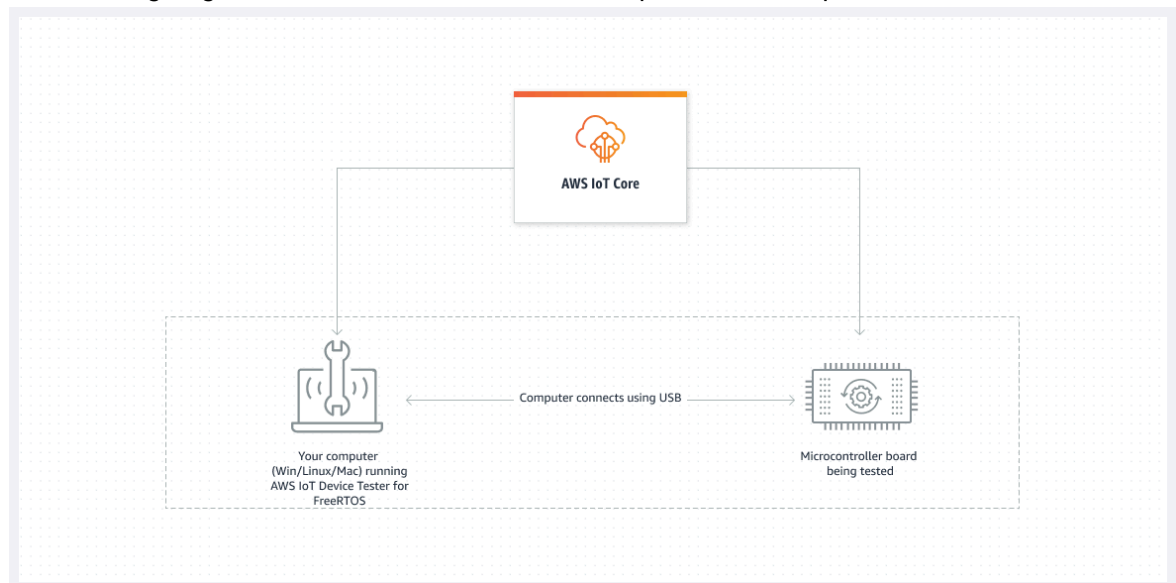 AWS IoT Core
Computer connects using USB
Your computer
(Win/Linux/Mac) running
AWS IoT Device Tester for
FreeRTOS
Microcontroller board
being tested